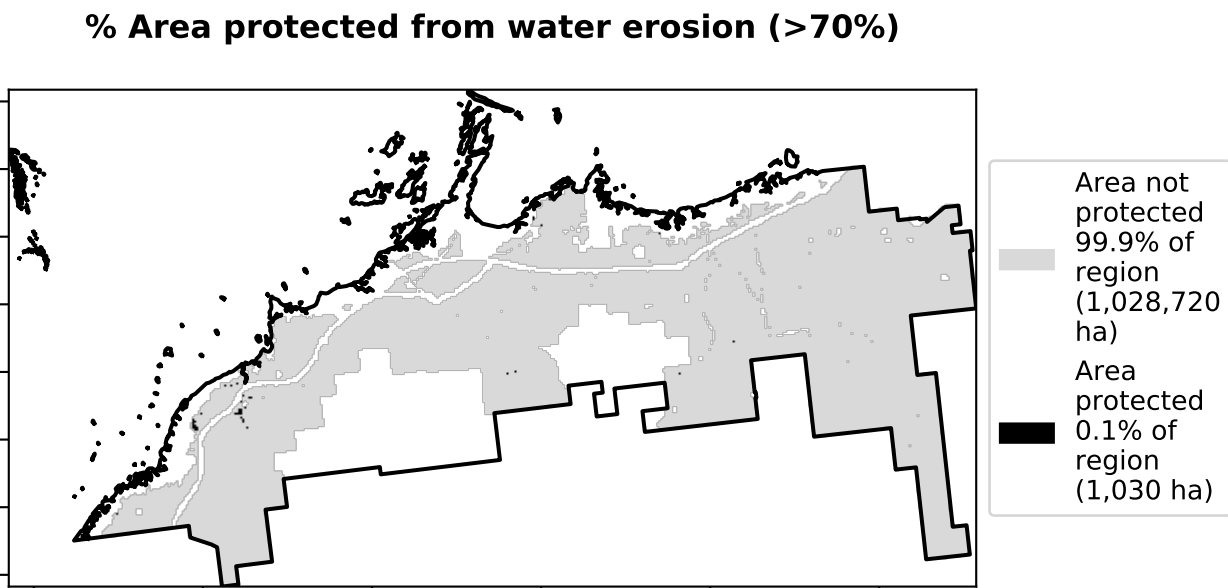 % Area protected from water erosion (>70%)
Area not
protected
99.9% of
region
(1,028,720
ha)
Area
protected
0.1% of
region
(1,030 ha)